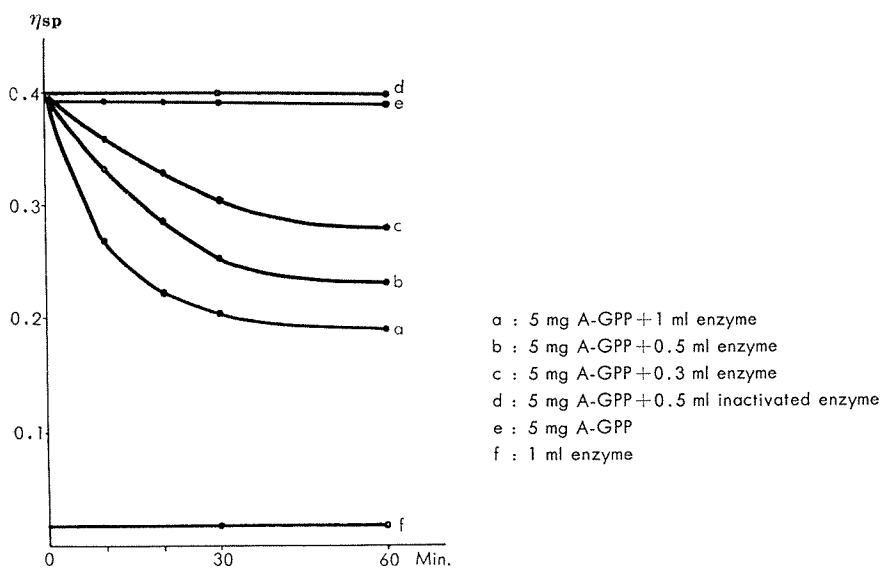 ηsp
0.4
0.3
0.2
0.1
0
30
60
Min.
d
e
c
b
a
f
a : 5 mg A-GPP+1 ml enzyme
b : 5 mg A-GPP+0.5 ml enzyme
c : 5 mg A-GPP+0.3 ml enzyme
d : 5 mg A-GPP+0.5 ml inactivated enzyme
e : 5 mg A-GPP
f : 1 ml enzyme